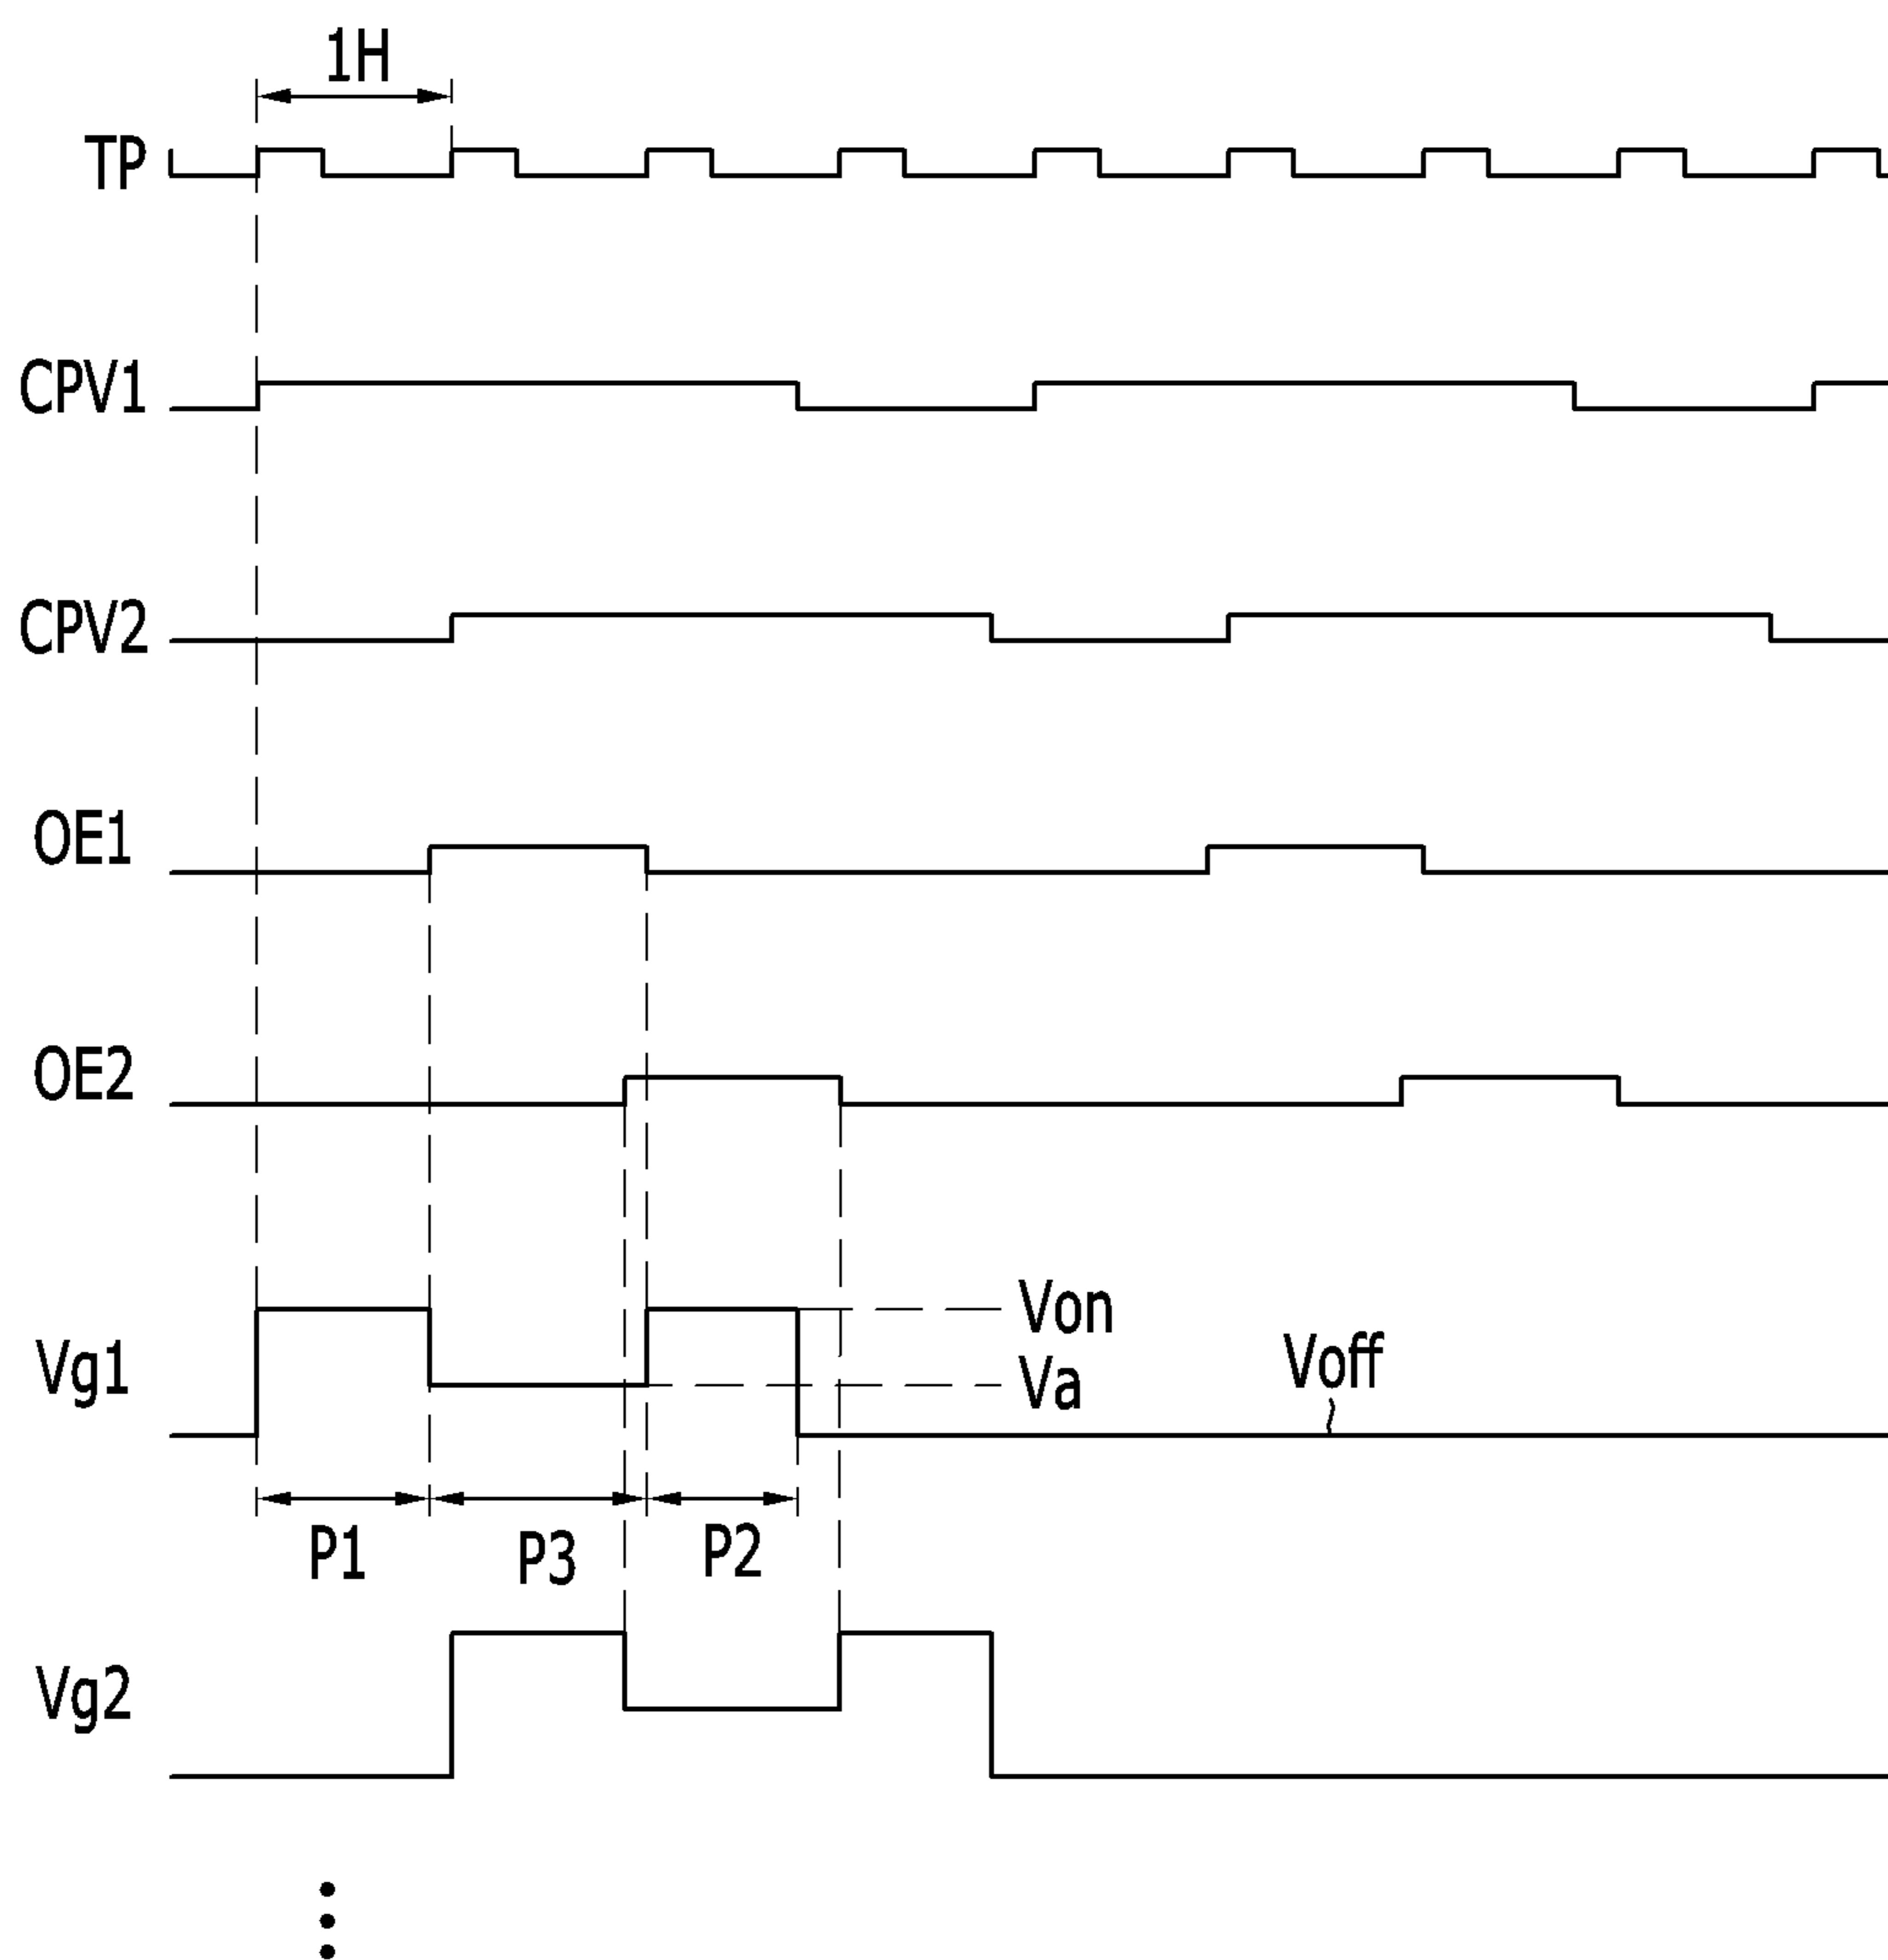 1H
TP
CPV1
CPV2
OE1
OE2
Vg1
Von
Va
Voff
P1
P3
P2
Vg2